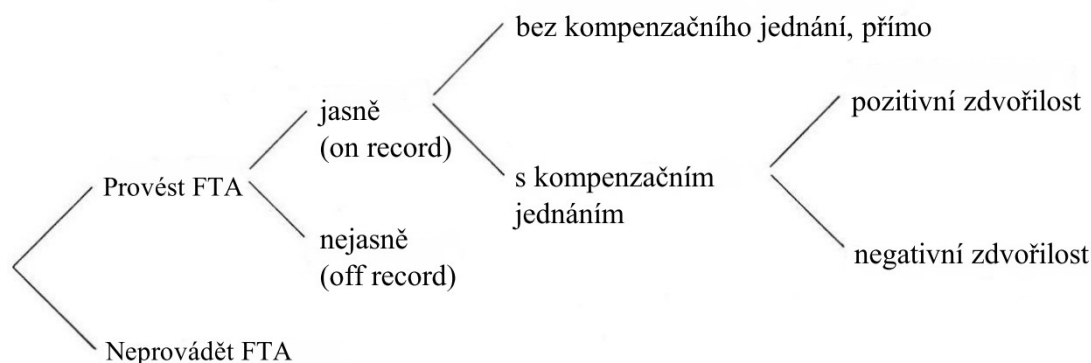 bez kompenzačního jednání, přímo
jasně
(on record)
pozitivní zdvořilost
Provést FTA
s kompenzačním
jednáním
nejasně
(off record)
negativní zdvořilost
Neprovádět FTA